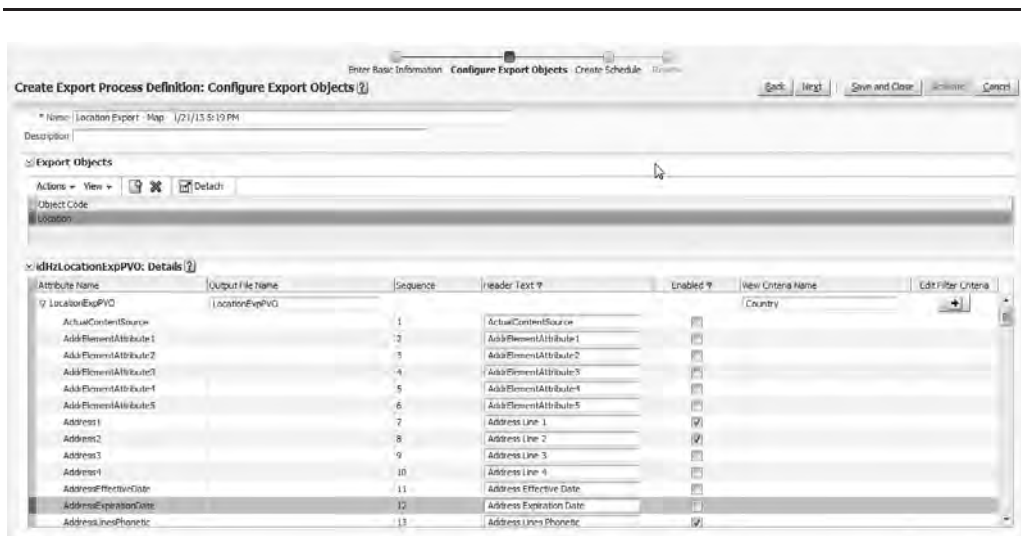 Enter Basic Information Configure Export Objects Create Schedule Review
Create Export Process Definition: Configure Export Objects ?
Back Next Save and Close Activate Cancel
* Name Location Export - Map 1/21/13 5:19 PM
Description
Export Objects
Actions View Detach
Object Code
Location
Details ?
Attribute Name Output File Name Sequence Header Text ? Enabled ? View Criteria Name Edit Filter Criteria
LocationExpPVO LocationExpPVO Country
ActualContentSource 1 ActualContentSource
AddrElementAttribute1 2 AddrElementAttribute1
AddrElementAttribute2 3 AddrElementAttribute2
AddrElementAttribute3 4 AddrElementAttribute3
AddrElementAttribute4 5 AddrElementAttribute4
AddrElementAttribute5 6 AddrElementAttribute5
Address1 7 Address Line 1
Address2 8 Address Line 2
Address3 9 Address Line 3
Address4 10 Address Line 4
AddressEffectiveDate 11 Address Effective Date
AddressExpirationDate 12 Address Expiration Date
AddressLinesPhonetic 13 Address Lines Phonetic